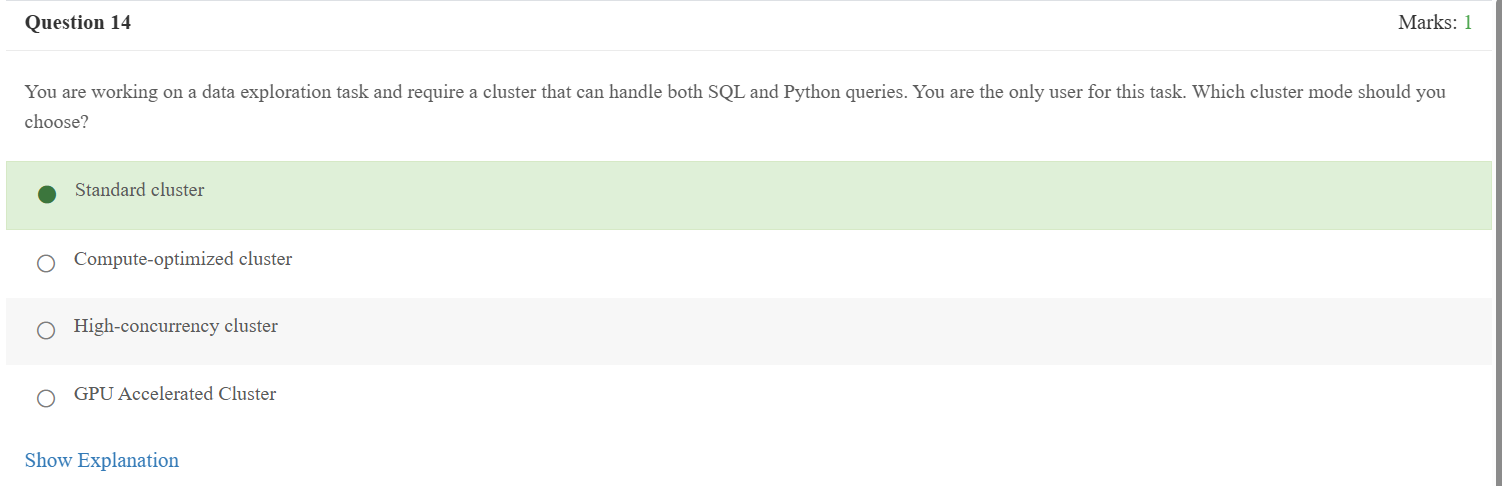 Question 14
Marks: 1
You are working on a data exploration task and require a cluster that can handle both SQL and Python queries. You are the only user for this task. Which cluster mode should you
choose?
Standard cluster
Compute-optimized cluster
High-concurrency cluster
GPU Accelerated Cluster
Show Explanation